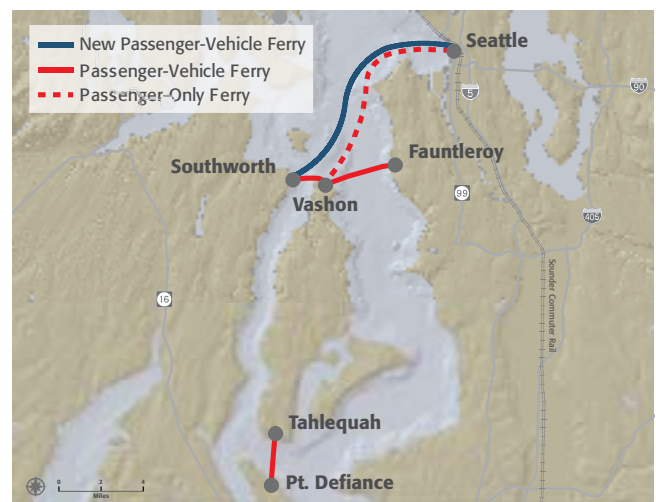 New Passenger-Vehicle Ferry
Passenger-Vehicle Ferry
Passenger-Only Ferry
Seattle
90
5
Fauntleroy
Southworth
Vashon
99
405
Sounder Commuter Rail
16
Tahlequah
Pt. Defiance
0 4 4
Miles